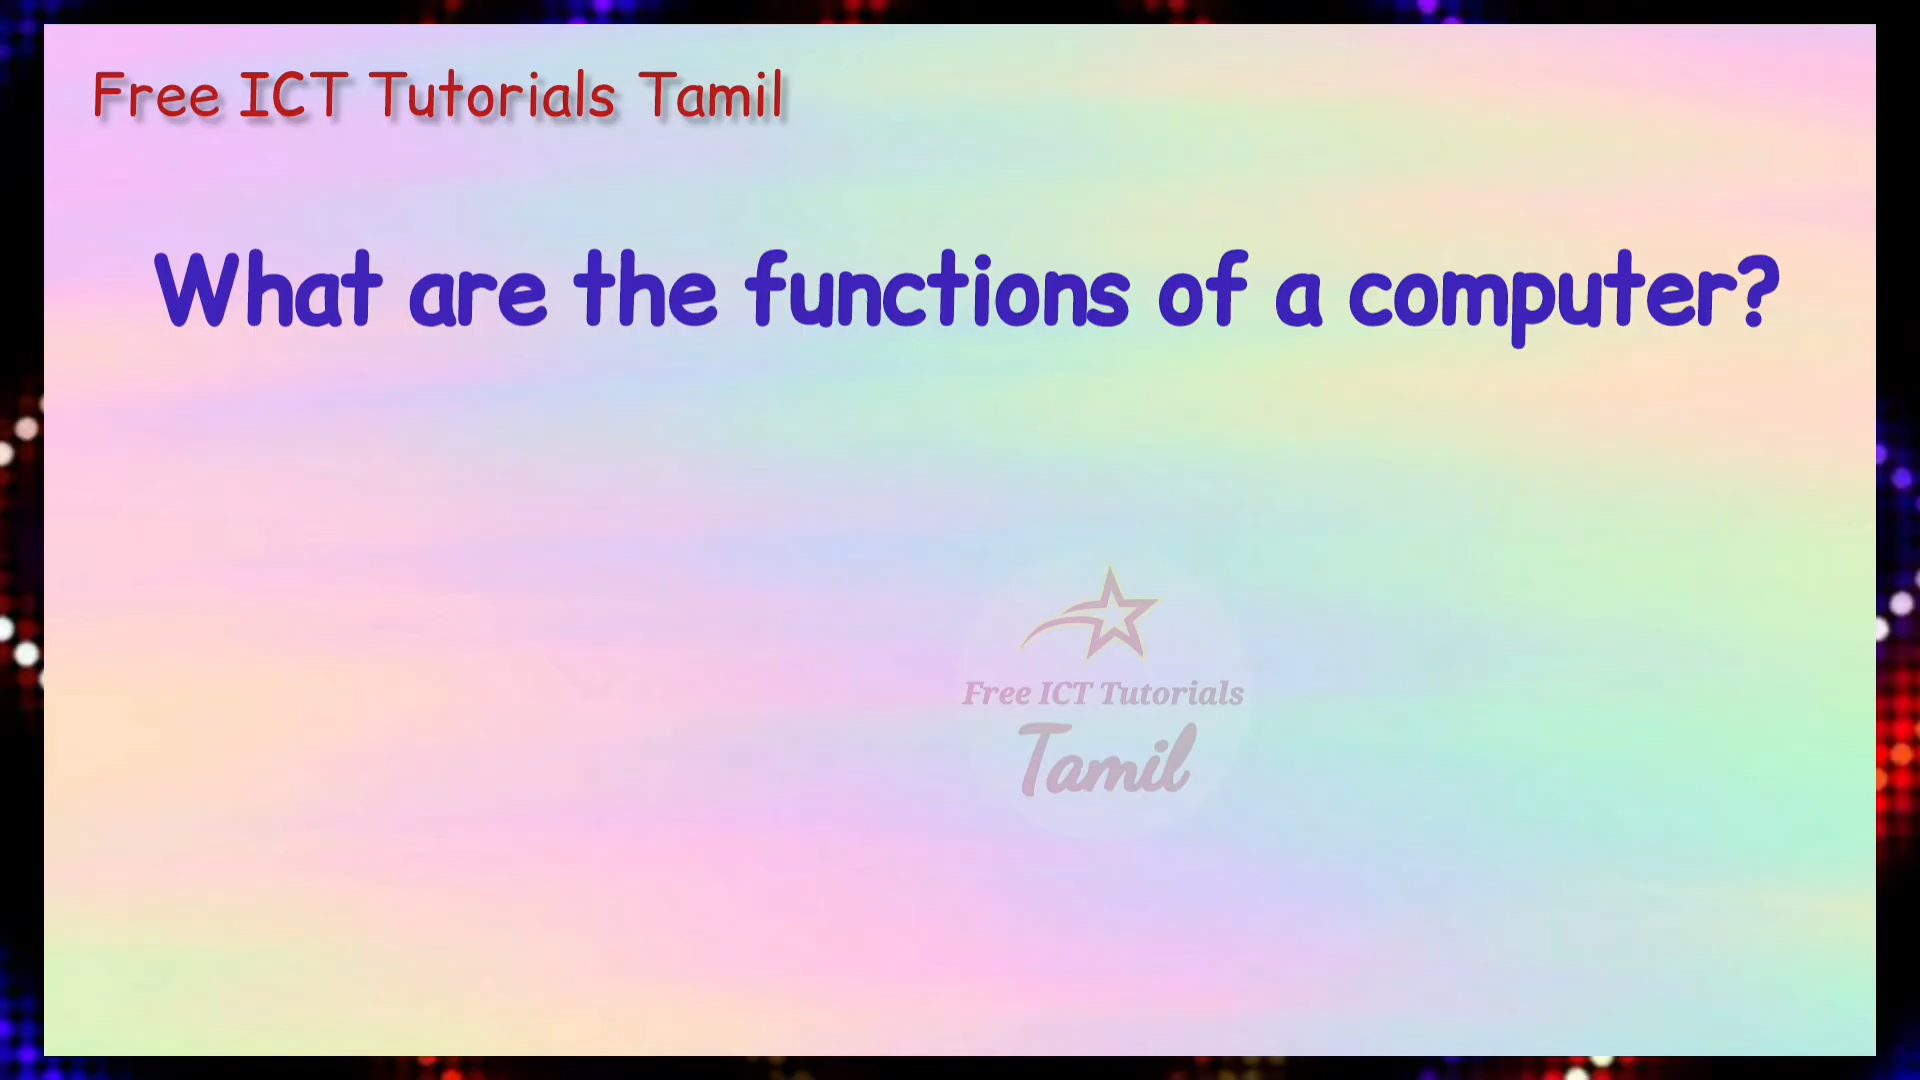 Free ICT Tutorials Tamil
What are the functions of a computer?
Free ICT Tutorials
Tamil